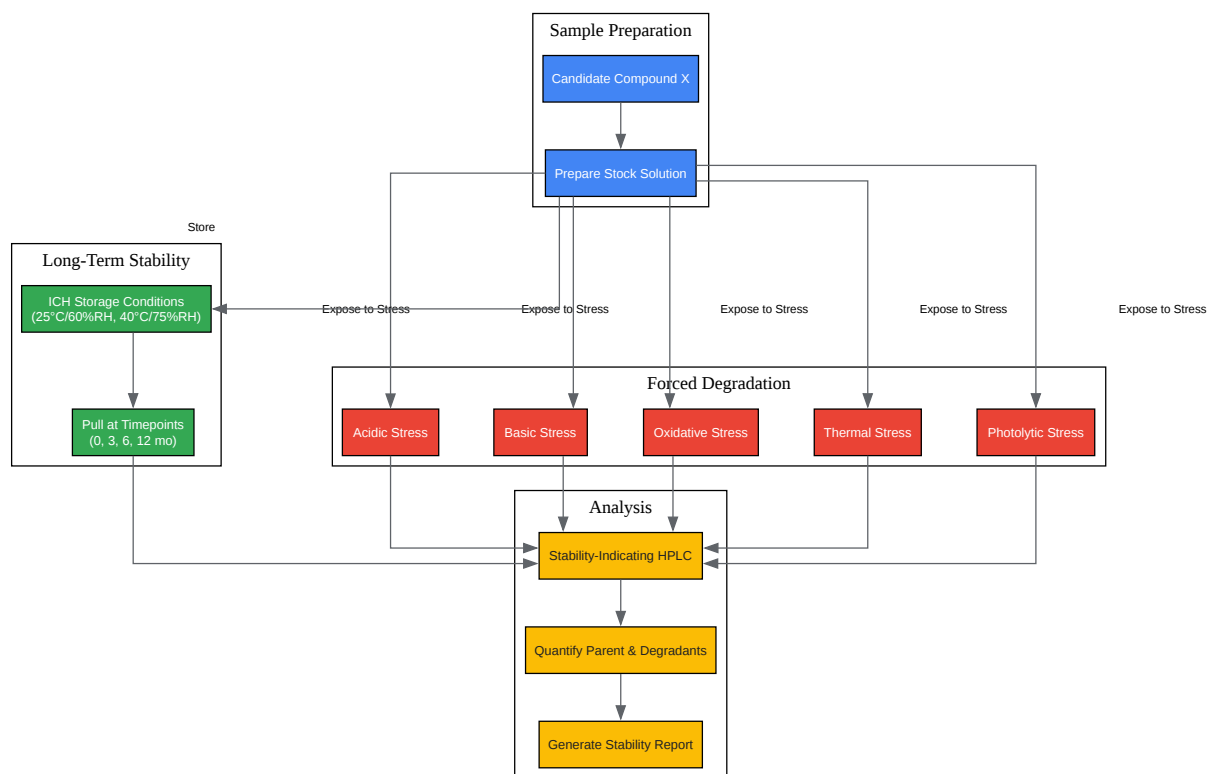 Sample Preparation
Candidate Compound X
Prepare Stock Solution
Store
Long-Term Stability
ICH Storage Conditions
(25°C/60%RH, 40°C/75%RH)
Expose to Stress
Expose to Stress
Expose to Stress
Expose to Stress
Expose to Stress
Pull at Timepoints
(0, 3, 6, 12 mo)
Forced Degradation
Acidic Stress
Basic Stress
Oxidative Stress
Thermal Stress
Photolytic Stress
Analysis
Stability-Indicating HPLC
Quantify Parent & Degradants
Generate Stability Report